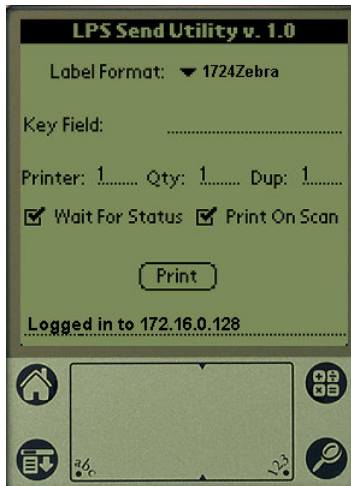 LPS Send Utility v. 1.0
Label Format: 1724Zebra
Key Field:
Printer: 1 Qty: 1 Dup: 1
Wait For Status Print On Scan
Print
Logged in to 172.16.0.128
abc 123